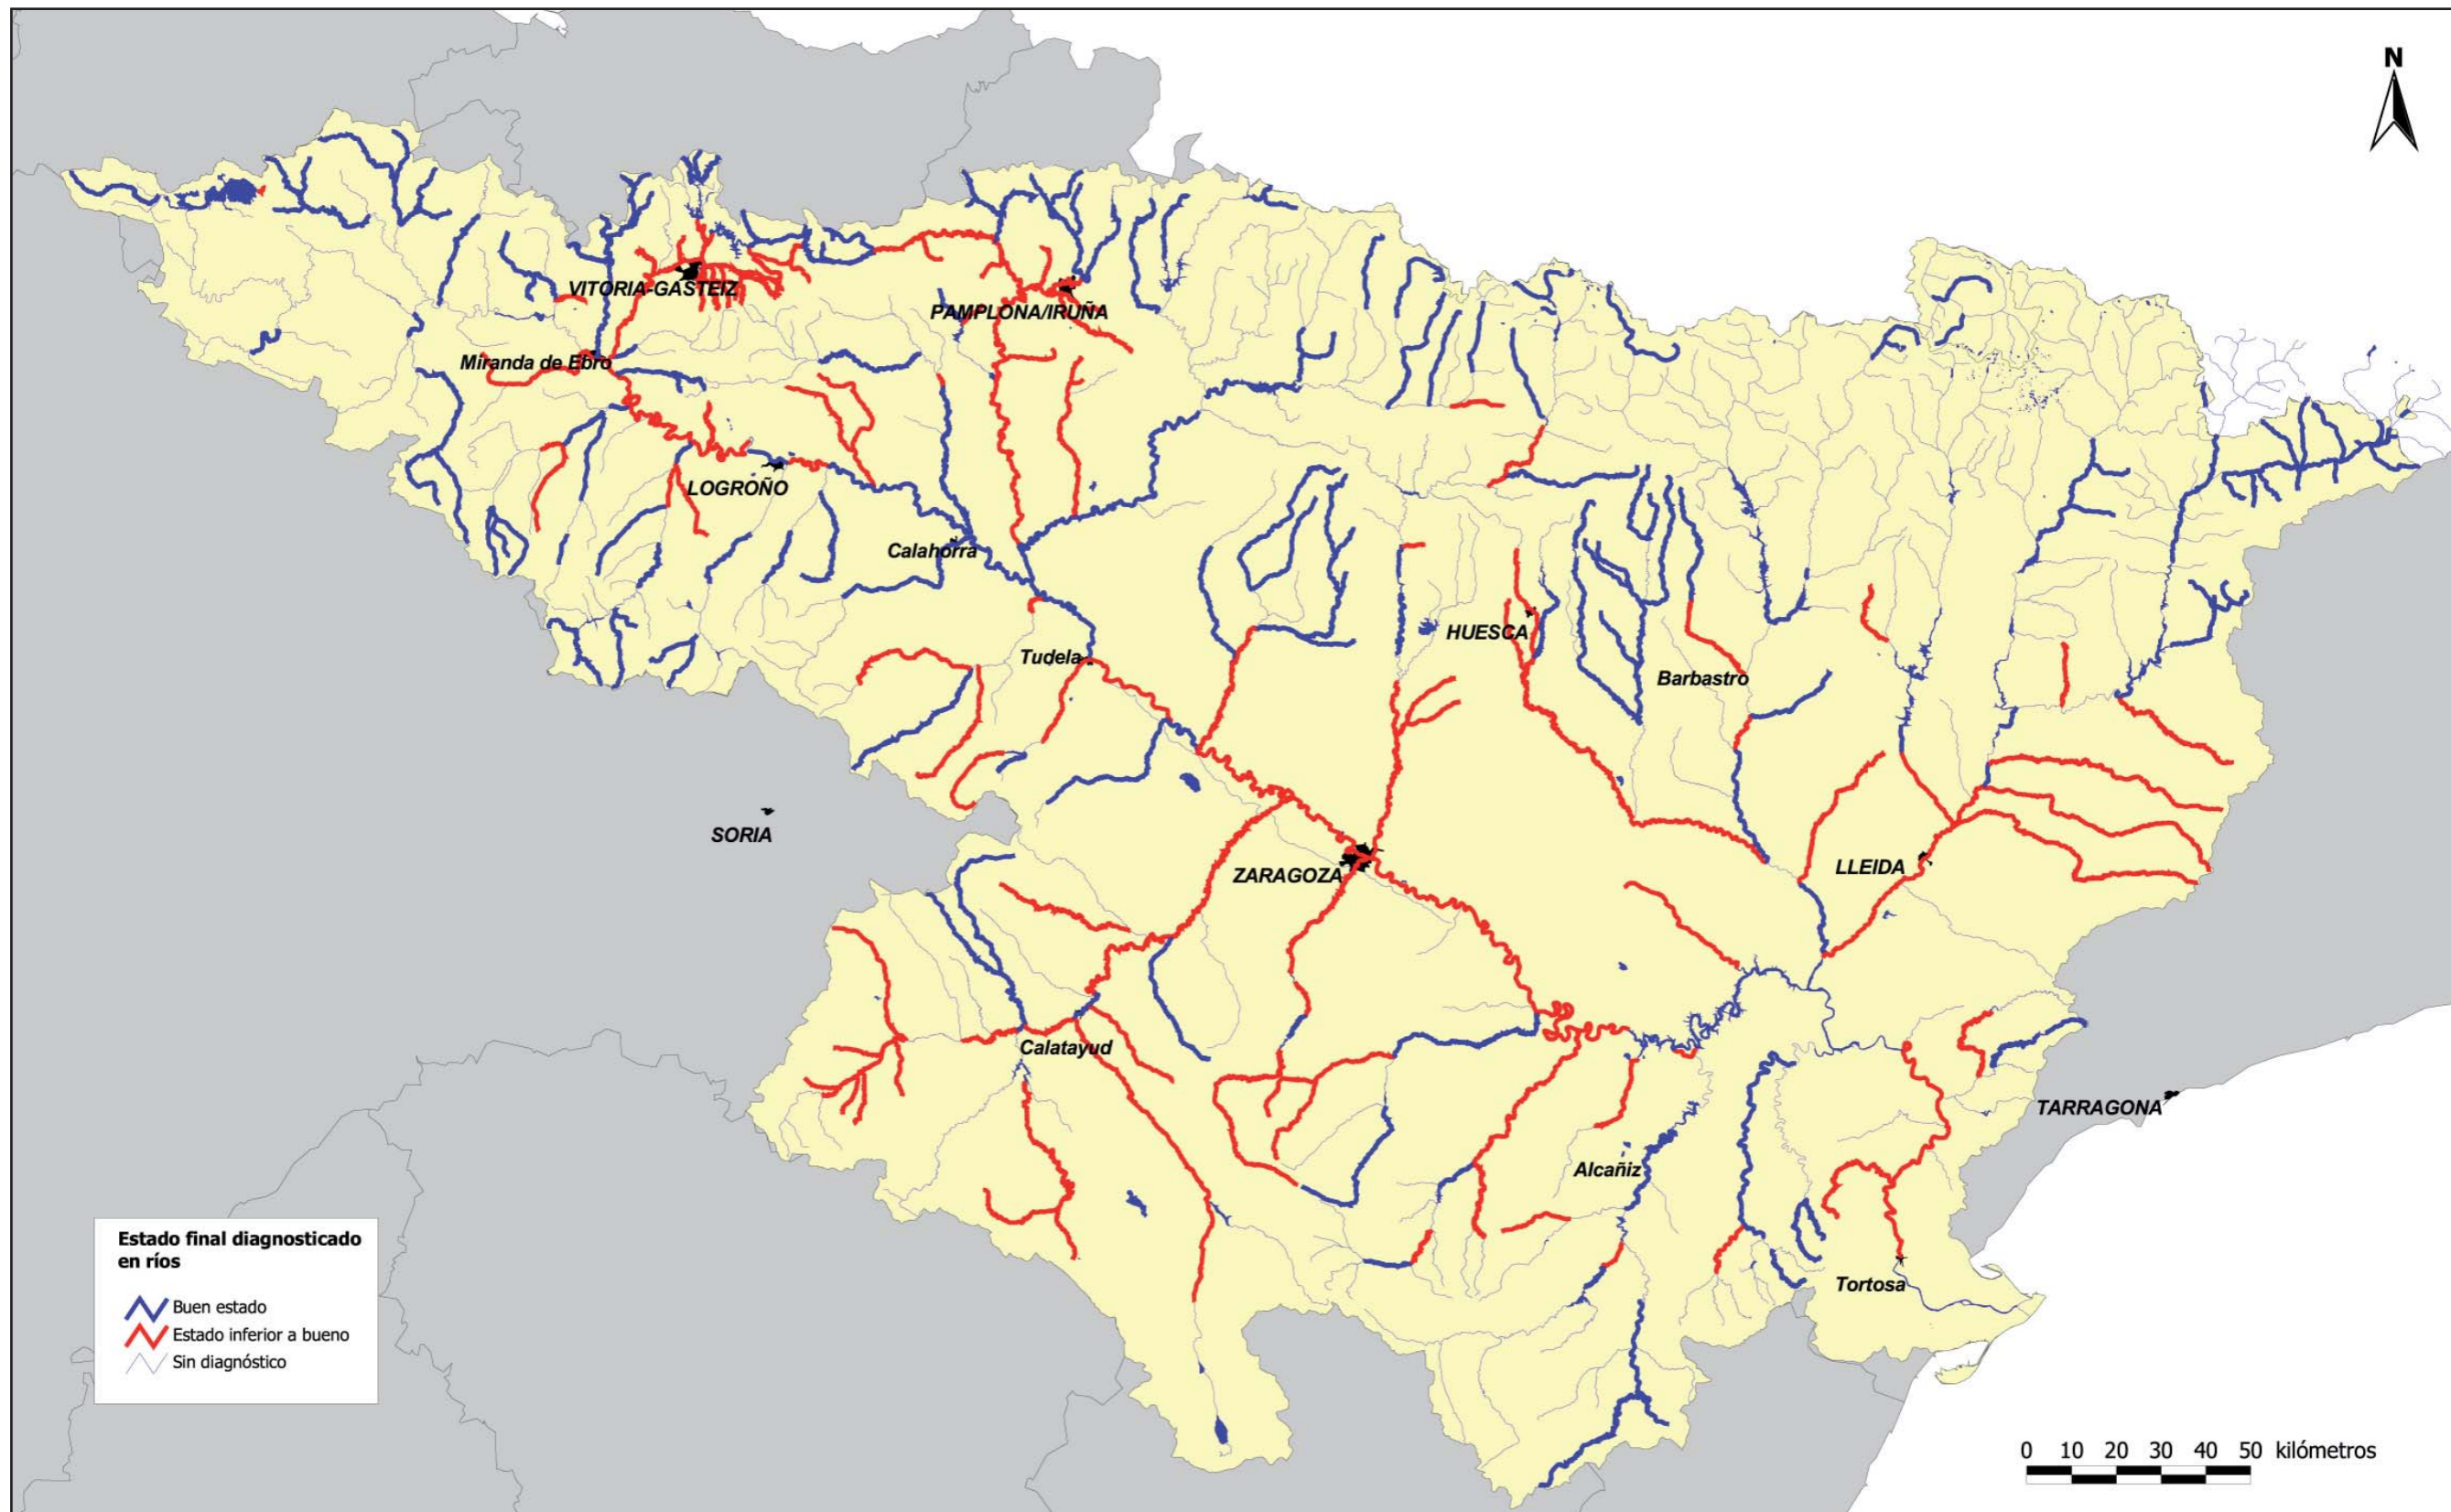 N
VITORIA-GASTEIZ
PAMPLONA/IRUÑA
Miranda de Ebro
LOGROÑO
Calahorra
HUESCA
Tudela
Barbastro
SORIA
ZARAGOZA
LLEIDA
Calatayud
TARRAGONA
Alcañiz
Tortosa
Estado final diagnosticado
en ríos
Buen estado
Estado inferior a bueno
Sin diagnóstico
0 10 20 30 40 50 kilómetros